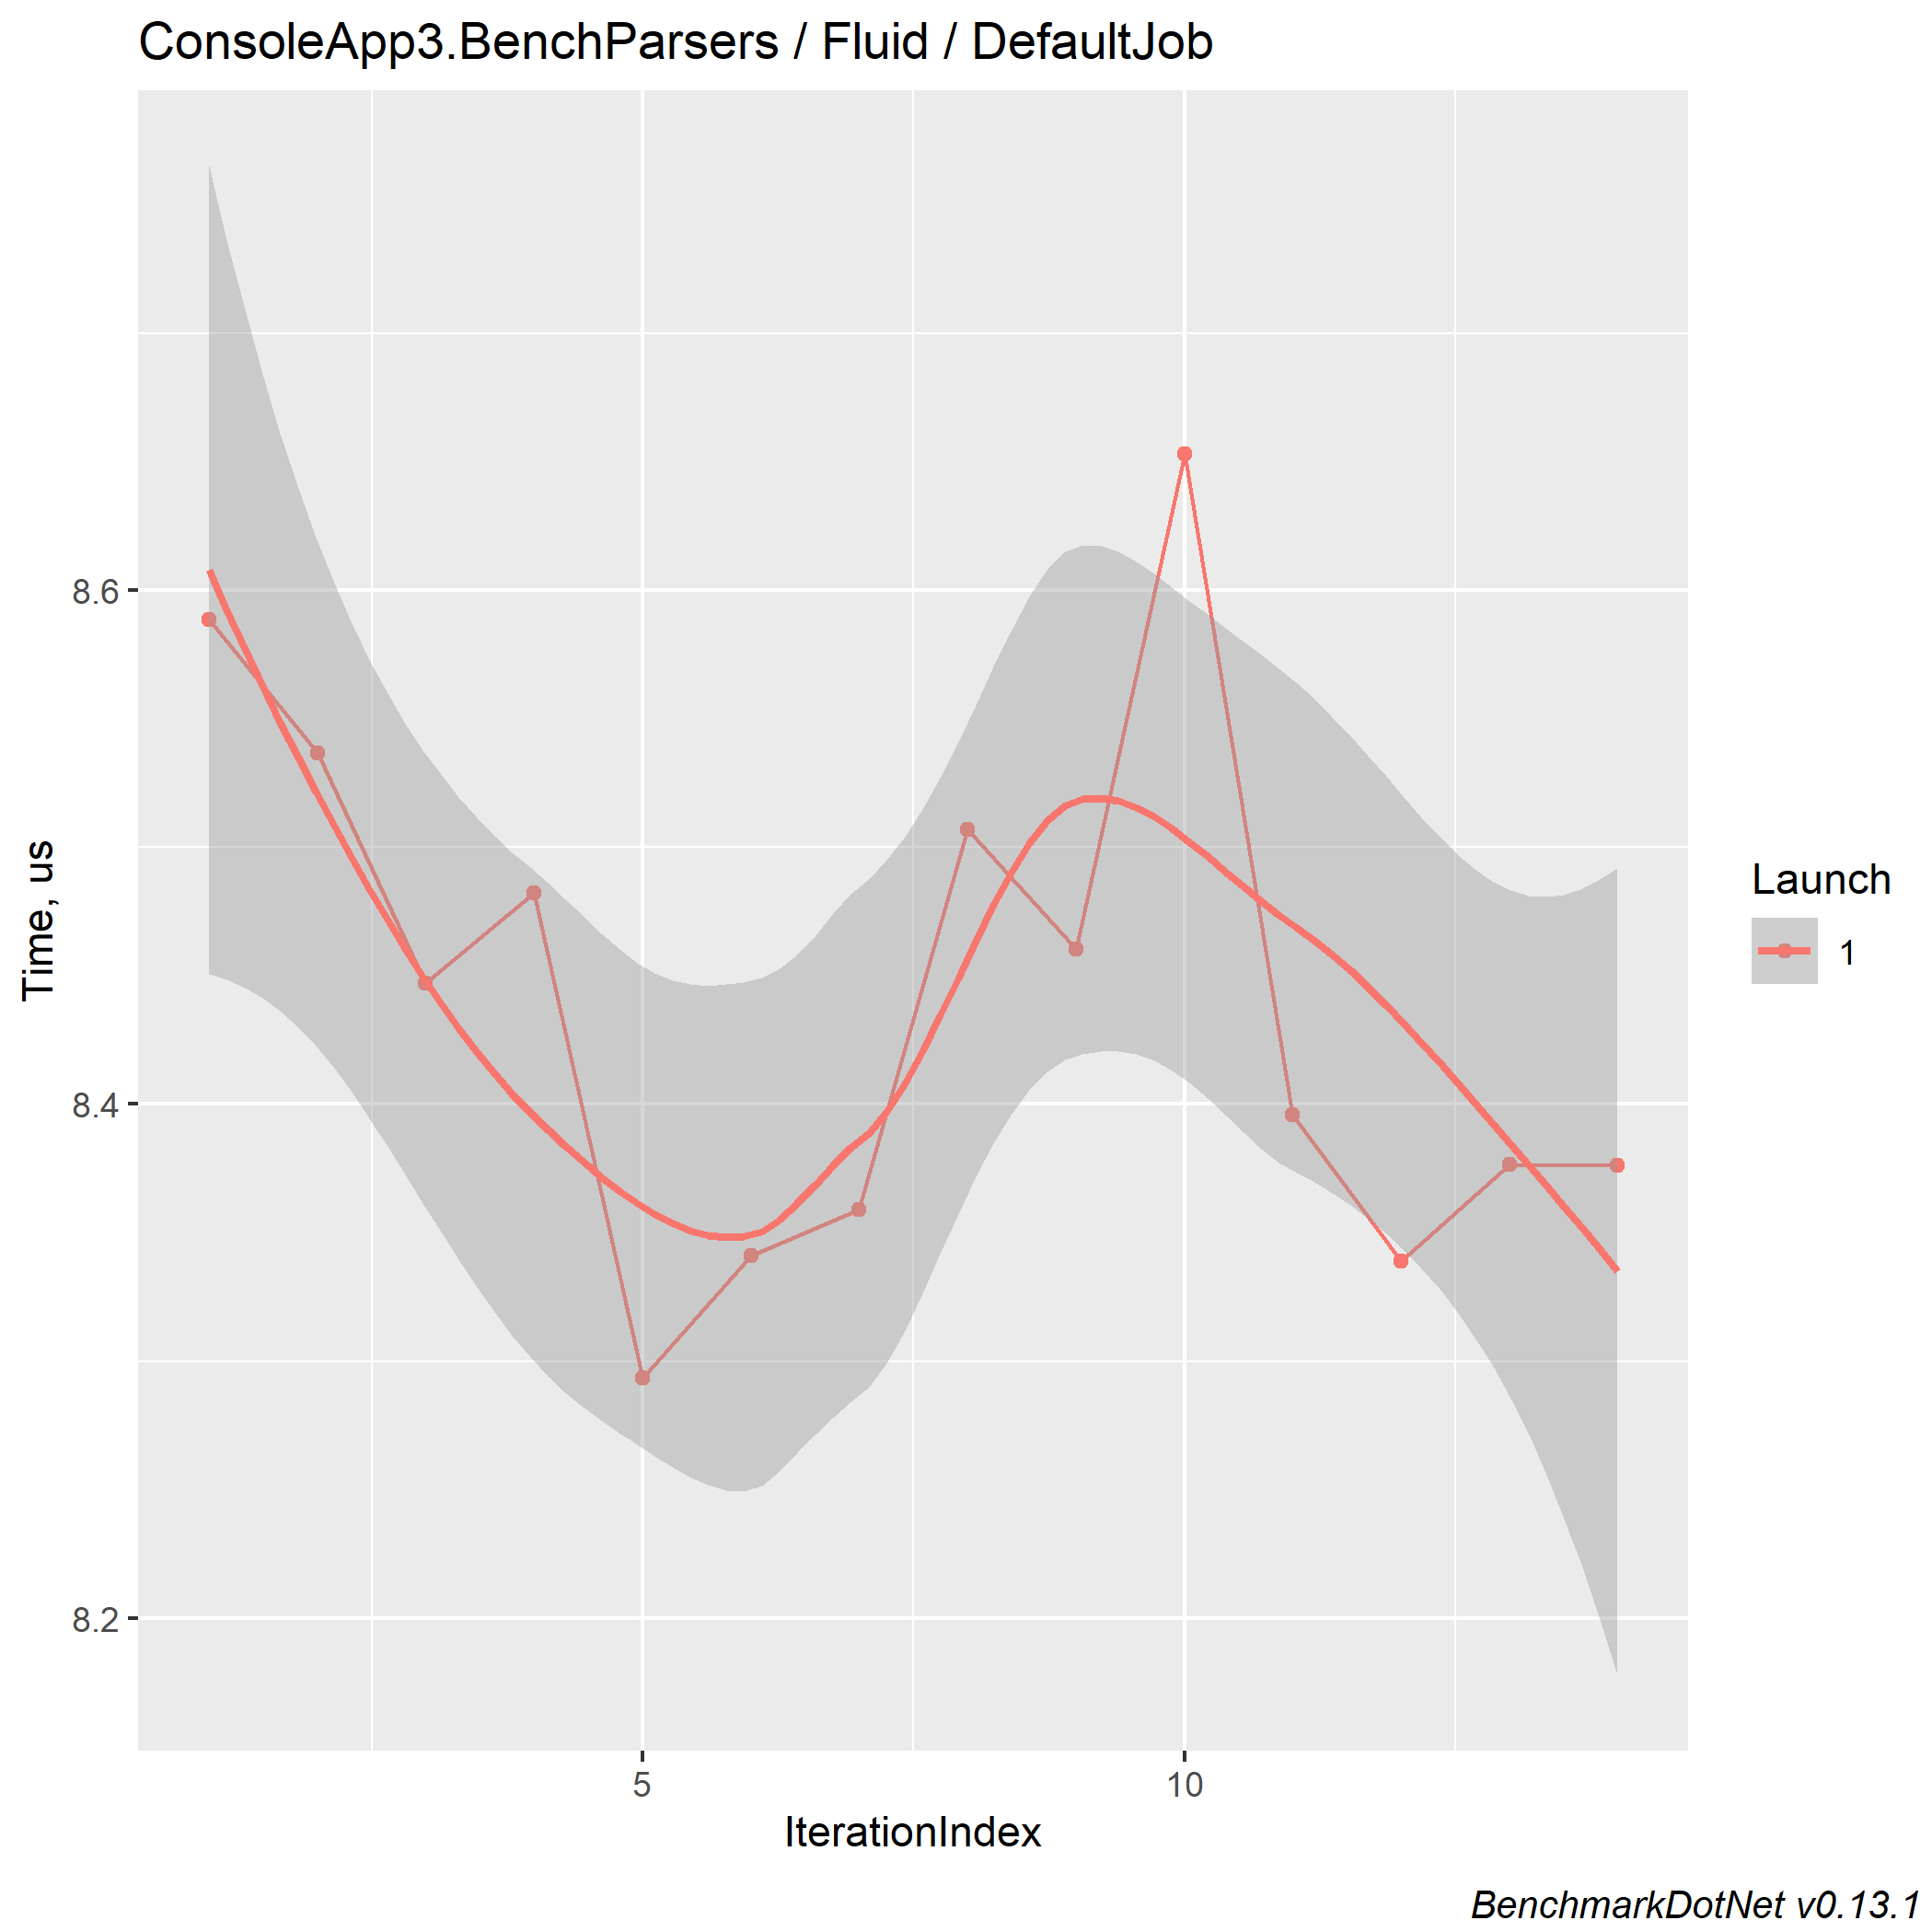 ConsoleApp3.BenchParsers / Fluid / DefaultJob
Time, us
8.6
8.4
8.2
5
10
IterationIndex
Launch
1
BenchmarkDotNet v0.13.1